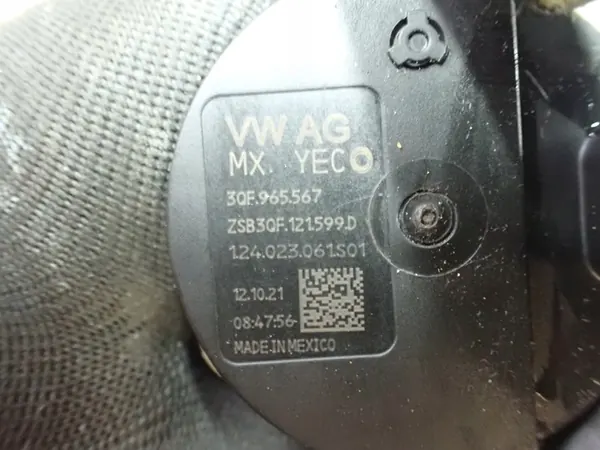 VW AG
MX YECO
3QF.965.567
ZSB3QF.121.599.D
1.24.023.061.S01
12.10.21
08:47:56
MADE IN MEXICO